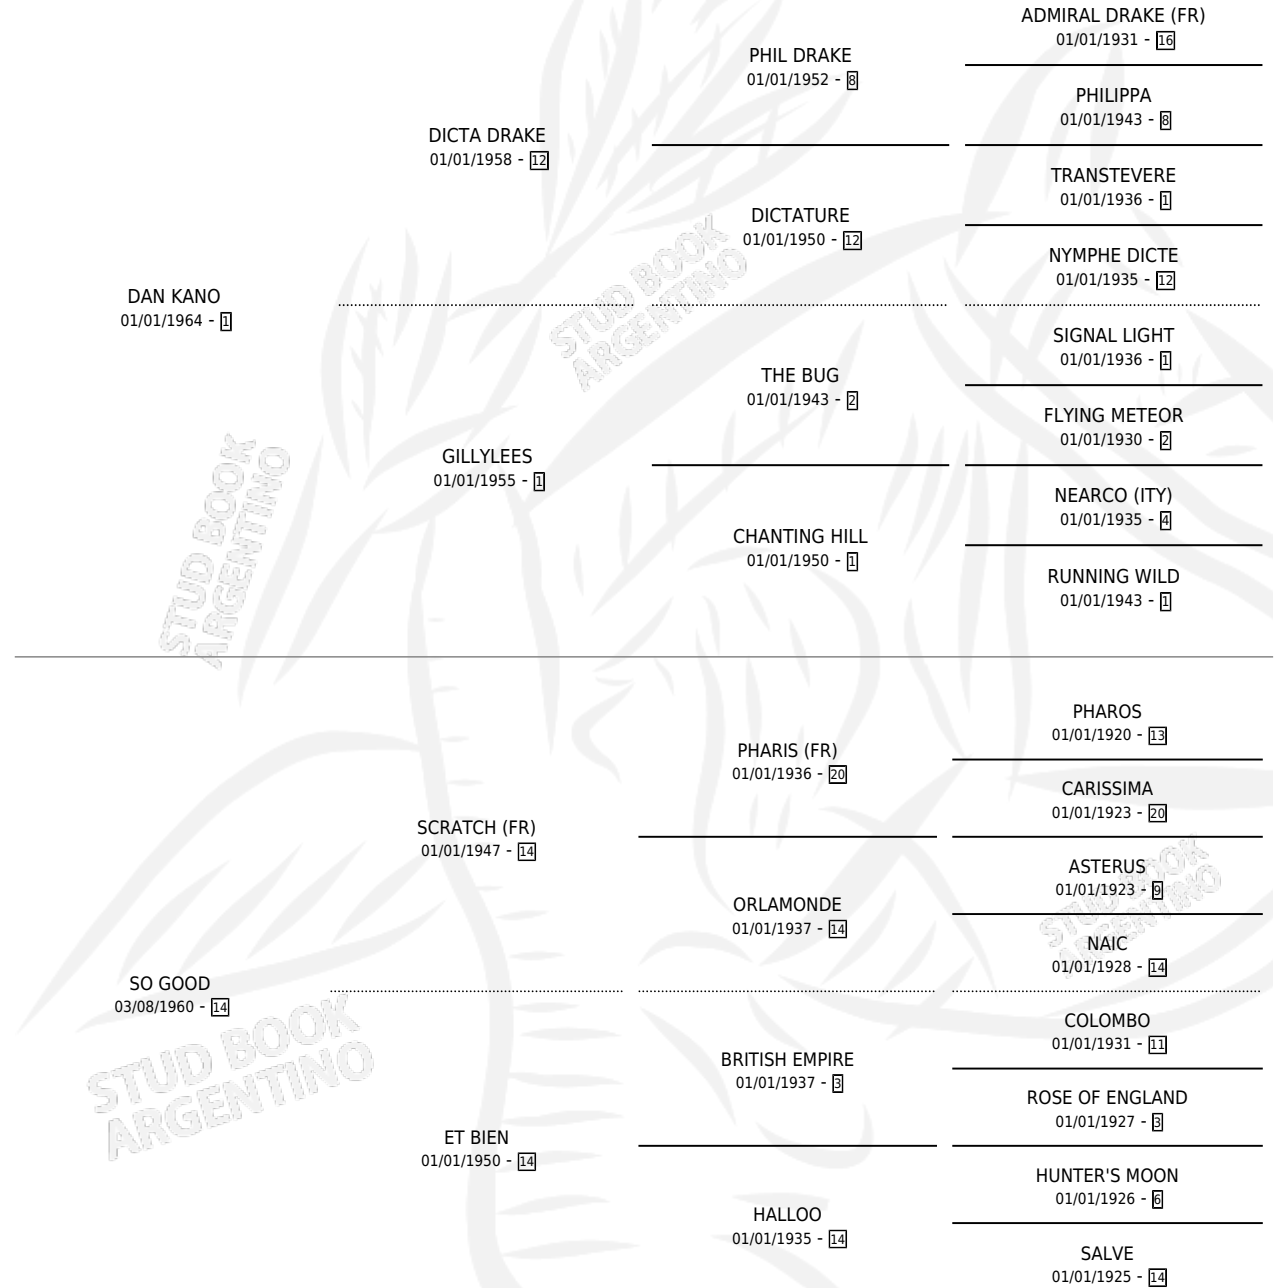 ADMIRAL DRAKE (FR)
01/01/1931 - 16
PHIL DRAKE
01/01/1952 - 8
PHILIPPA
01/01/1943 - 8
DICTA DRAKE
01/01/1958 - 12
TRANSTEVERE
01/01/1936 - 1
DICTATURE
01/01/1950 - 12
NYMPHE DICTE
01/01/1935 - 12
DAN KANO
01/01/1964 - 1
SIGNAL LIGHT
01/01/1936 - 1
THE BUG
01/01/1943 - 2
FLYING METEOR
01/01/1930 - 2
GILLYLEES
01/01/1955 - 1
NEARCO (ITY)
01/01/1935 - 4
CHANTING HILL
01/01/1950 - 1
RUNNING WILD
01/01/1943 - 1
PHAROS
01/01/1920 - 13
PHARIS (FR)
01/01/1936 - 20
CARISSIMA
01/01/1923 - 20
SCRATCH (FR)
01/01/1947 - 14
ASTERUS
01/01/1923 - 9
ORLAMONDE
01/01/1937 - 14
NAIC
01/01/1928 - 14
SO GOOD
03/08/1960 - 14
COLOMBO
01/01/1931 - 11
BRITISH EMPIRE
01/01/1937 - 3
ROSE OF ENGLAND
01/01/1927 - 3
ET BIEN
01/01/1950 - 14
HUNTER'S MOON
01/01/1926 - 6
HALLOO
01/01/1935 - 14
SALVE
01/01/1925 - 14
STUD BOOK
ARGENTINO
STUD BOOK
ARGENTINO
STUD BOOK
ARGENTINO
STUD BOOK
ARGENTINO